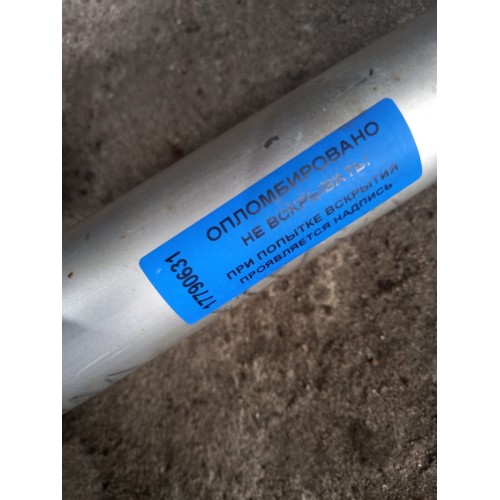 ОПЛОМБИРОВАНО
НЕ ВСКРЫВАТЬ!
ПРИ ПОПЫТКЕ ВСКРЫТИЯ
ПРОЯВЛЯЕТСЯ НАДПИСЬ
17790631